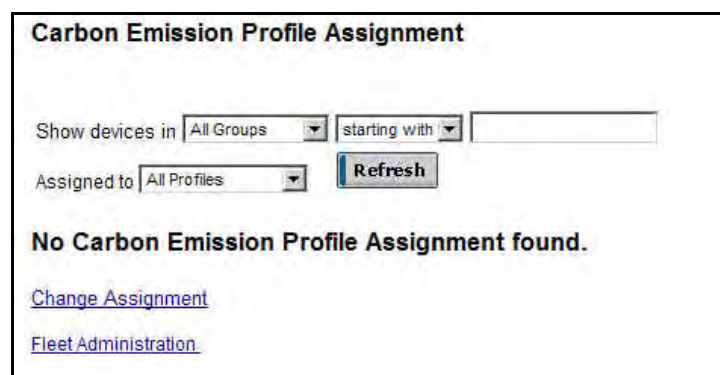 Carbon Emission Profile Assignment
Show devices in All Groups starting with
Assigned to All Profiles Refresh
No Carbon Emission Profile Assignment found.
Change Assignment
Fleet Administration